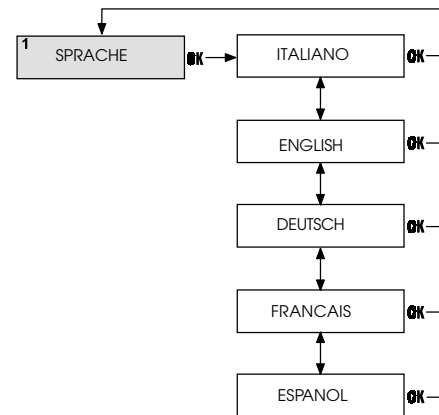 1
SPRACHE OK ITALIANO OK
ENGLISH OK
DEUTSCH OK
FRANCAIS OK
ESPANOL OK